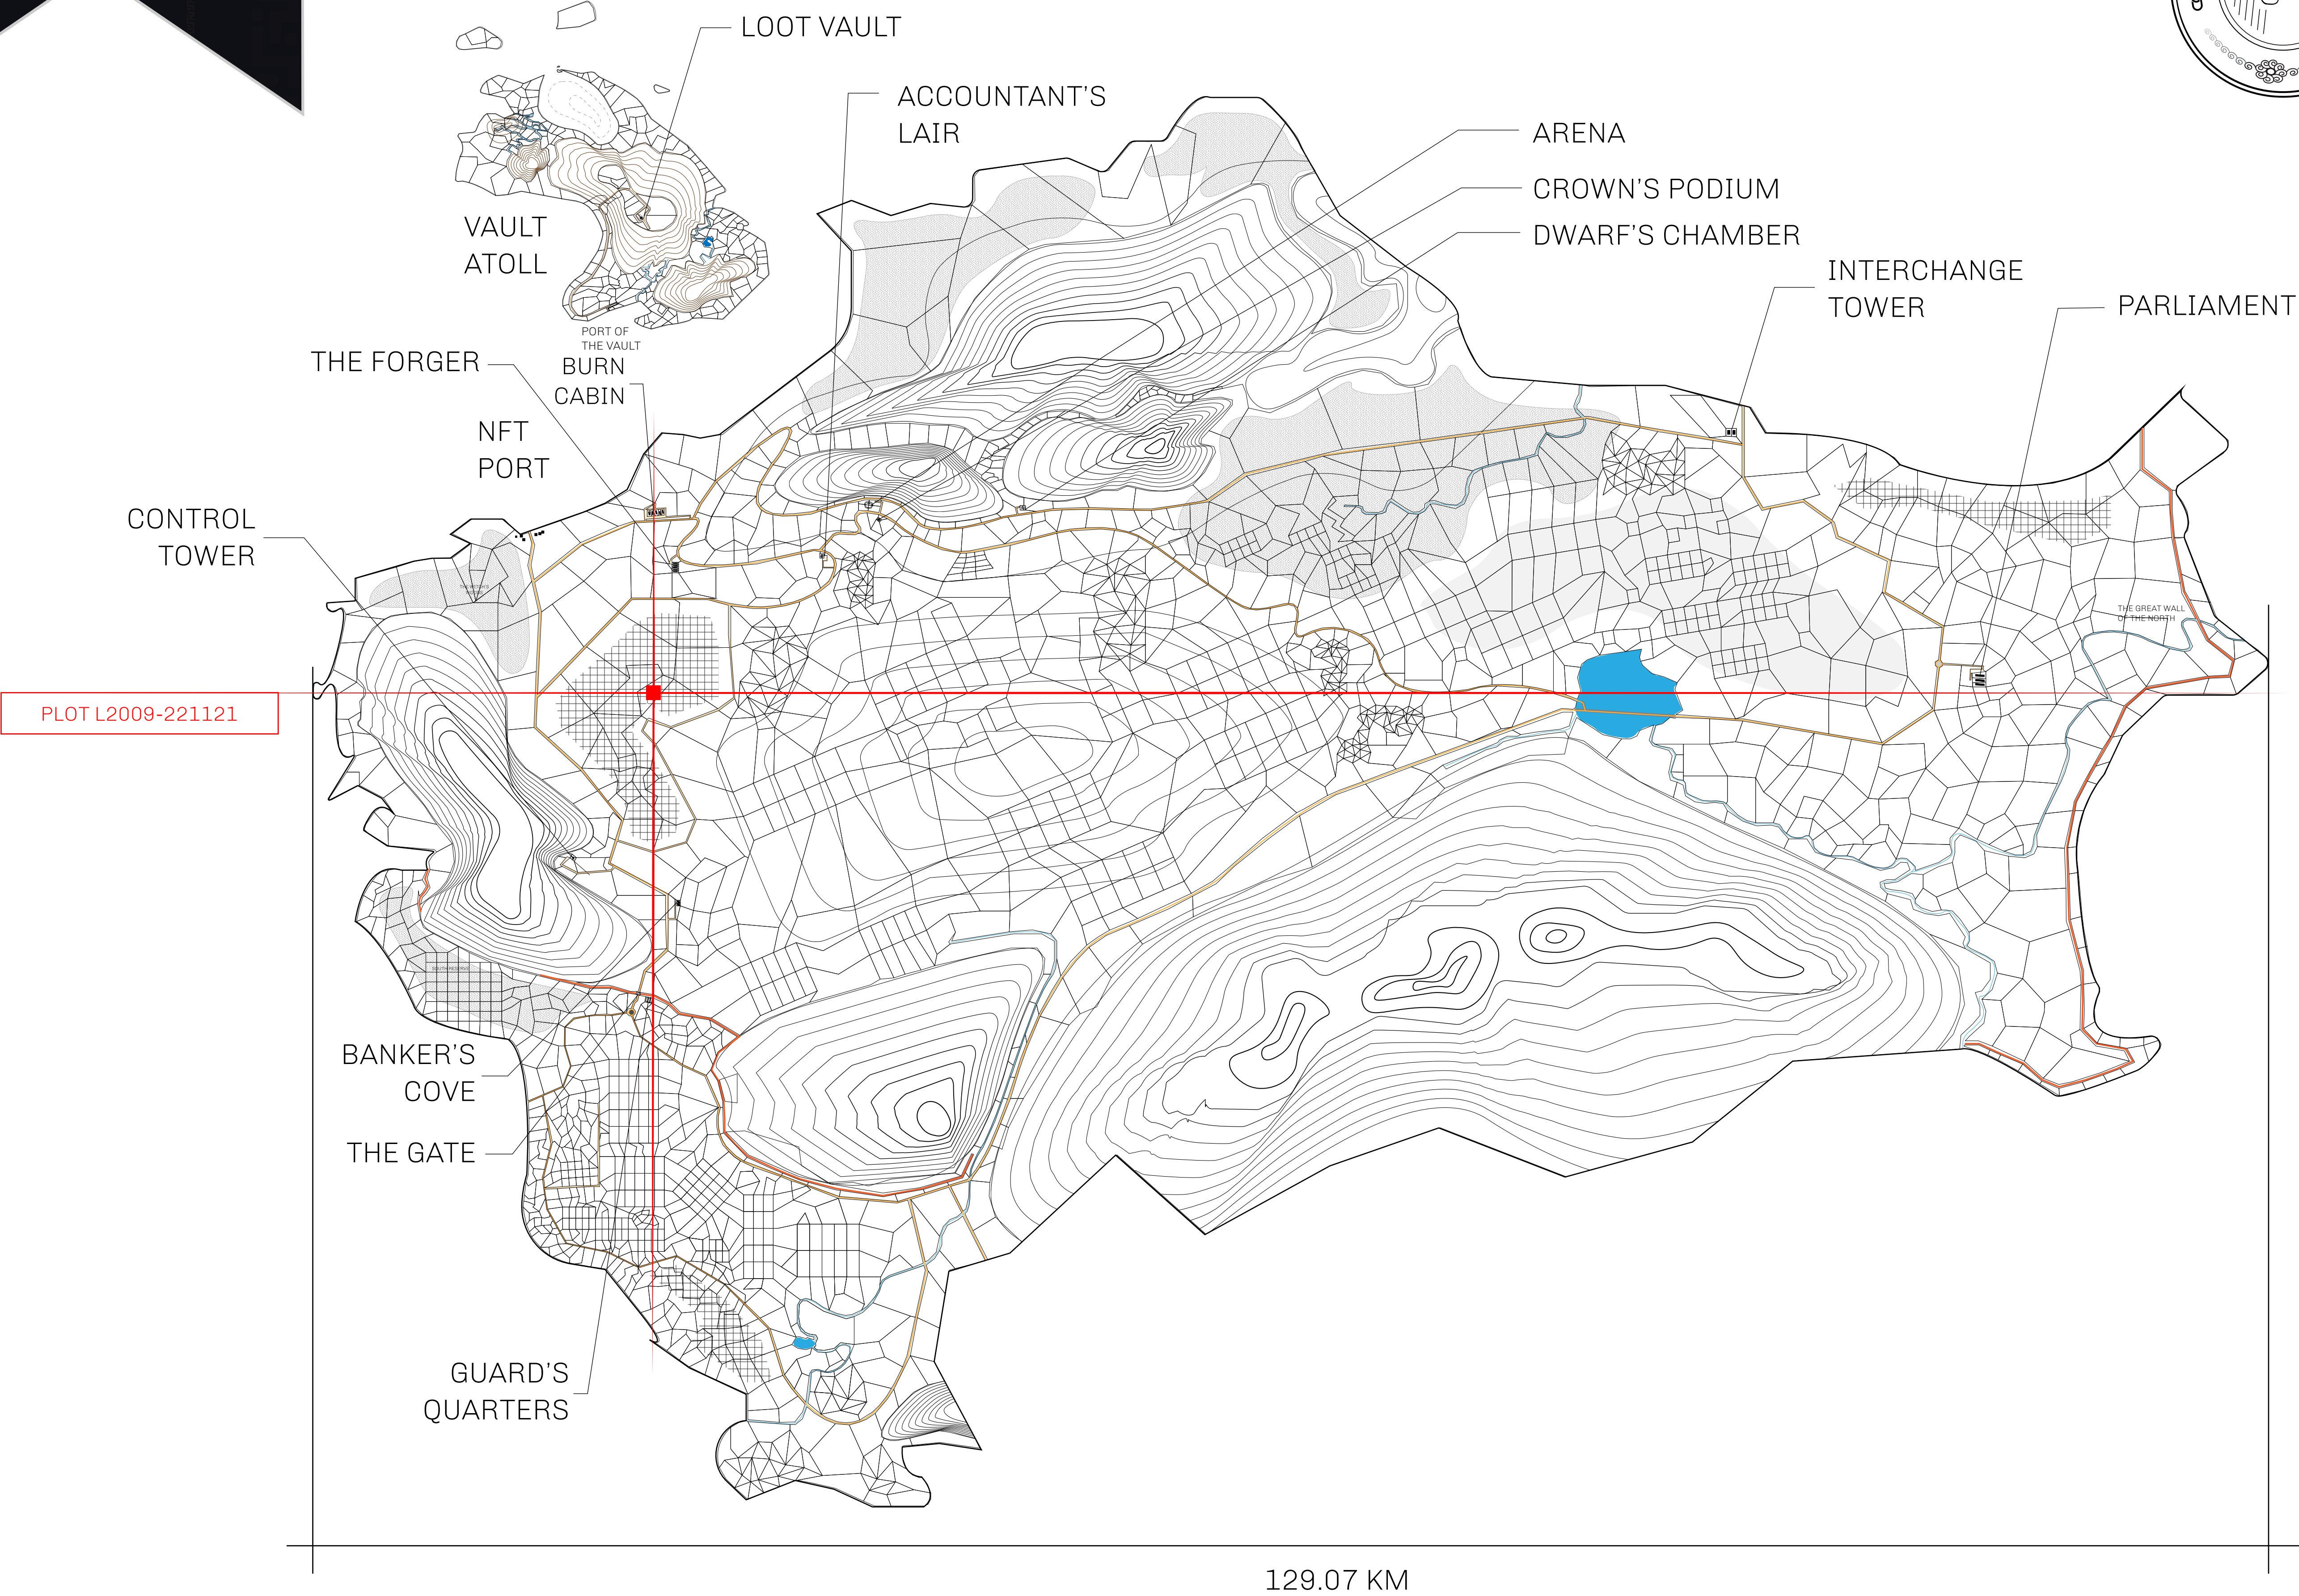 LOOT VAULT
ACCOUNTANT'S
LAIR
ARENA
CROWN'S PODIUM
DWARF'S CHAMBER
VAULT
ATOLL
INTERCHANGE
TOWER
PARLIAMENT
PORT OF
THE VAULT
THE FORGER
BURN
CABIN
NFT
PORT
CONTROL
TOWER
THE GREAT WALL
OF THE NORTH
PLOT L2009-221121
SOUTH RESERVE
BANKER'S
COVE
THE GATE
GUARD'S
QUARTERS
129.07 KM